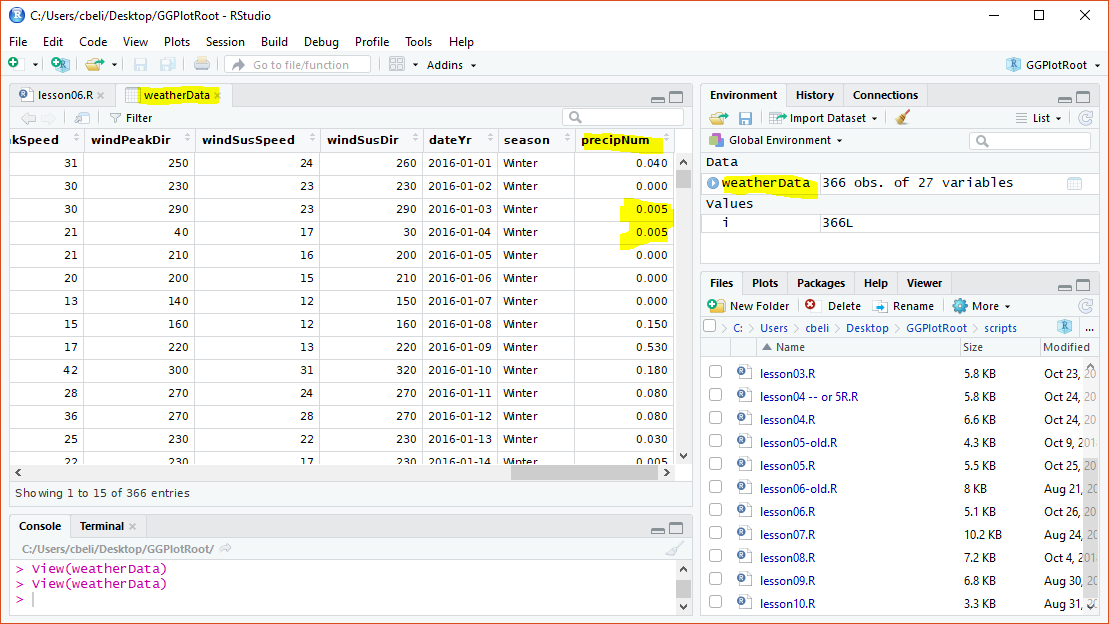 C:/Users/cbeli/Desktop/GGPlotRoot - RStudio
File Edit Code View Plots Session Build Debug Profile Tools Help
Go to file/function Addins GGPlotRoot
lesson06.R weatherData
Filter
kSpeed windPeakDir windSusSpeed windSusDir dateYr season precipNum
31 250 24 260 2016-01-01 Winter 0.040
30 230 23 230 2016-01-02 Winter 0.000
30 290 23 290 2016-01-03 Winter 0.005
21 40 17 30 2016-01-04 Winter 0.005
21 210 16 200 2016-01-05 Winter 0.000
20 200 15 210 2016-01-06 Winter 0.000
13 140 12 150 2016-01-07 Winter 0.000
15 160 12 160 2016-01-08 Winter 0.150
17 220 13 220 2016-01-09 Winter 0.530
42 300 31 320 2016-01-10 Winter 0.180
28 270 24 270 2016-01-11 Winter 0.080
36 270 28 270 2016-01-12 Winter 0.080
25 230 22 230 2016-01-13 Winter 0.030
22 230 17 230 2016-01-14 Winter 0.005
Showing 1 to 15 of 366 entries
Console Terminal
C:/Users/cbeli/Desktop/GGPlotRoot/
> View(weatherData)
> View(weatherData)
>
Environment History Connections
Import Dataset List
Global Environment
Data
weatherData 366 obs. of 27 variables
Values
i 366L
Files Plots Packages Help Viewer
New Folder Delete Rename More
C: Users cbeli Desktop GGPlotRoot scripts R ...
Name Size Modified
lesson03.R 5.8 KB Oct 23, 20
lesson04 -- or 5R.R 5.8 KB Oct 24, 20
lesson04.R 6.6 KB Oct 24, 20
lesson05-old.R 4.3 KB Oct 9, 201
lesson05.R 5.5 KB Oct 25, 20
lesson06-old.R 8 KB Aug 21, 20
lesson06.R 5.1 KB Oct 26, 20
lesson07.R 10.2 KB Aug 24, 20
lesson08.R 7.2 KB Oct 4, 201
lesson09.R 6.8 KB Aug 30, 20
lesson10.R 3.3 KB Aug 31, 20